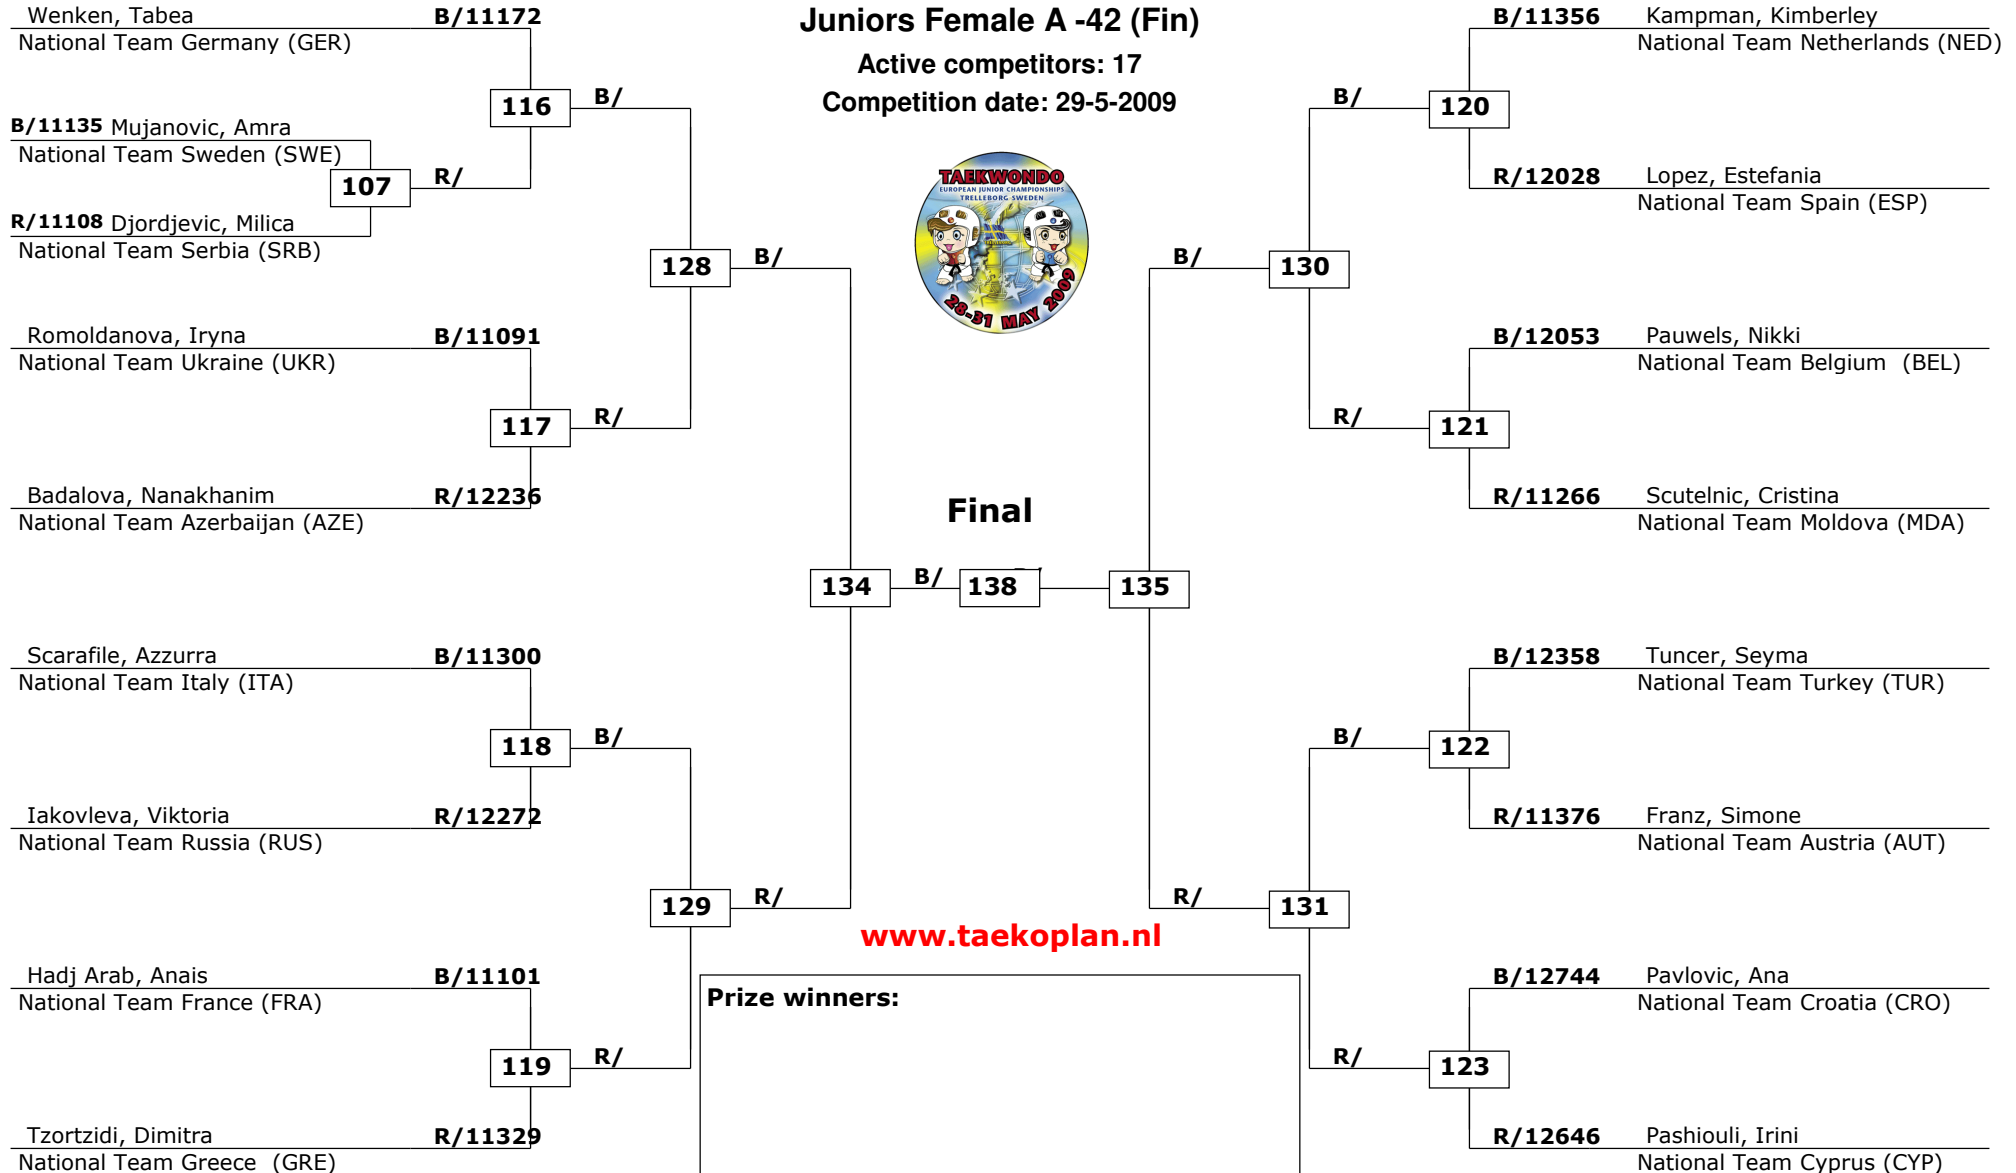 Juniors Female A -42 (Fin)
Active competitors: 17
Competition date: 29-5-2009
TAEKWONDO
EUROPEAN JUNIOR CHAMPIONSHIPS
TRELLEBORG SWEDEN
28-31 MAY 2009
Wenken, Tabea B/11172
National Team Germany (GER)
116 B/
B/11135 Mujanovic, Amra
National Team Sweden (SWE)
107 R/
R/11108 Djordjevic, Milica
National Team Serbia (SRB)
128 B/
Romoldanova, Iryna B/11091
National Team Ukraine (UKR)
117 R/
Badalova, Nanakhanim R/12236
National Team Azerbaijan (AZE)
Scarafile, Azzurra B/11300
National Team Italy (ITA)
118 B/
Iakovleva, Viktoria R/12272
National Team Russia (RUS)
129 R/
Hadj Arab, Anais B/11101
National Team France (FRA)
119 R/
Tzortzidi, Dimitra R/11329
National Team Greece (GRE)
Final
134 B/ 138 135
www.taekoplan.nl
Prize winners:
B/11356 Kampman, Kimberley
National Team Netherlands (NED)
B/ 120
R/12028 Lopez, Estefania
National Team Spain (ESP)
B/ 130
B/12053 Pauwels, Nikki
National Team Belgium (BEL)
R/ 121
R/11266 Scutelnic, Cristina
National Team Moldova (MDA)
B/12358 Tuncer, Seyma
National Team Turkey (TUR)
B/ 122
R/11376 Franz, Simone
National Team Austria (AUT)
R/ 131
B/12744 Pavlovic, Ana
National Team Croatia (CRO)
R/ 123
R/12646 Pashiouli, Irini
National Team Cyprus (CYP)